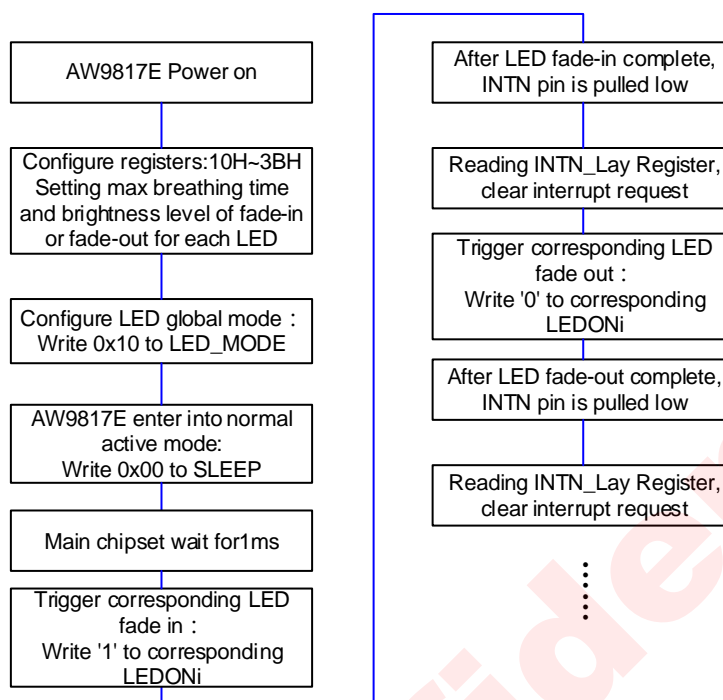 AW9817E Power on
Configure registers:10H~3BH
Setting max breathing time
and brightness level of fade-in
or fade-out for each LED
Configure LED global mode：
Write 0x10 to LED_MODE
AW9817E enter into normal
active mode:
Write 0x00 to SLEEP
Main chipset wait for1ms
Trigger corresponding LED
fade in：
Write '1' to corresponding
LEDONi
After LED fade-in complete,
INTN pin is pulled low
Reading INTN_Lay Register,
clear interrupt request
Trigger corresponding LED
fade out：
Write '0' to corresponding
LEDONi
After LED fade-out complete,
INTN pin is pulled low
Reading INTN_Lay Register,
clear interrupt request
……